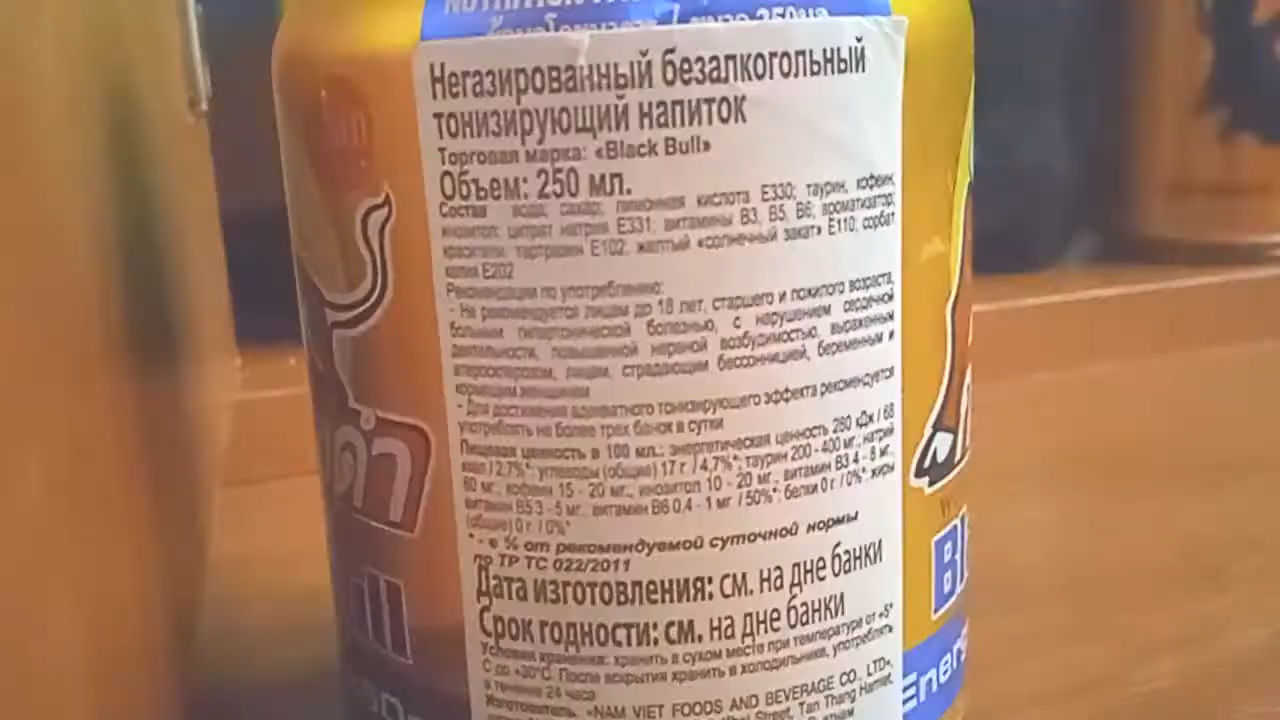 Негазированный безалкогольный
тонизирующий напиток
Торговая марка: «Black Bull»
Объем: 250 мл.
Состав вода; сахар; лимонная кислота Е330; таурин, кофеин;
инозитол; цитрат натрия Е331; витамины В3, В5, В6; ароматизатор;
красители: тартразин Е102, желтый «солнечный закат» Е110; сорбат
калия Е202
Рекомендации по употреблению:
- Не рекомендуется лицам до 18 лет, старшего и пожилого возраста,
больным гипертонической болезнью, с нарушением сердечной
деятельности, повышенной нервной возбудимостью, выраженным
атеросклерозом, лицам, страдающим бессонницей, беременным и
кормящим женщинам
- Для достижения адекватного тонизирующего эффекта рекомендуется
употреблять не более трех банок в сутки
Пищевая ценность в 100 мл.: энергетическая ценность 280 кДж / 68
ккал / 2.7%*; углеводы (общие) 17 г / 4,7%*; таурин 200 - 400 мг, натрий
60 мг, кофеин 15 - 20 мг., инозитол 10 - 20 мг., витамин В3 4 - 8 мг.,
витамин В5 3 - 5 мг., витамин В6 0.4 - 1 мг / 50%*; белки 0 г / 0%*; жиры
(общие) 0 г / 0%*
* - в % от рекомендуемой суточной нормы
по ТР ТС 022/2011
Дата изготовления: см. на дне банки
Срок годности: см. на дне банки
Условия хранения: хранить в сухом месте при температуре от +5°
С до +30°С. После вскрытия хранить в холодильнике, употреблять
в течение 24 часа
Изготовитель: «NAM VIET FOODS AND BEVERAGE CO., LTD»,
Street, Tan Thang Hamlet,
ดำ
Energ